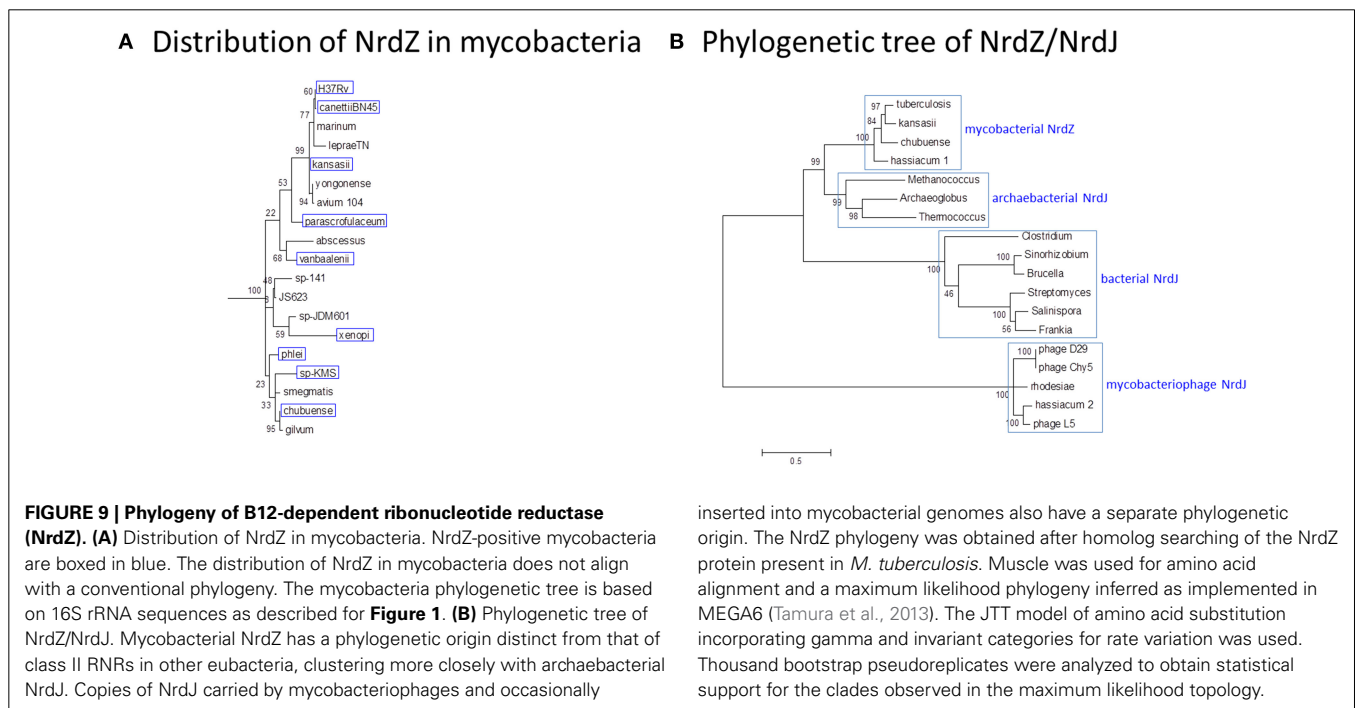 A Distribution of NrdZ in mycobacteria
60
H37Rv
canettiiBN45
77
marinum
lepraeTN
99
kansasii
yongonense
94
avium 104
53
parascrofulaceum
22
abscessus
68
vanbaalenii
48
sp-141
100
8
JS623
sp-JDM601
59
xenopi
phlei
23
sp-KMS
smegmatis
33
chubuense
95
gilvum
B Phylogenetic tree of NrdZ/NrdJ
97
tuberculosis
84
kansasii
mycobacterial NrdZ
100
chubuense
99
hassiacum 1
Methanococcus
99
Archaeoglobus
archaebacterial NrdJ
98
Thermococcus
Clostridium
100
100
Sinorhizobium
Brucella
bacterial NrdJ
46
Streptomyces
100
Salinispora
56
Frankia
100
phage D29
phage Chy5
100
rhodesiae
mycobacteriophage NrdJ
hassiacum 2
100
phage L5
0.5
FIGURE 9 | Phylogeny of B12-dependent ribonucleotide reductase
(NrdZ). (A) Distribution of NrdZ in mycobacteria. NrdZ-positive mycobacteria
are boxed in blue. The distribution of NrdZ in mycobacteria does not align
with a conventional phylogeny. The mycobacteria phylogenetic tree is based
on 16S rRNA sequences as described for Figure 1. (B) Phylogenetic tree of
NrdZ/NrdJ. Mycobacterial NrdZ has a phylogenetic origin distinct from that of
class II RNRs in other eubacteria, clustering more closely with archaebacterial
NrdJ. Copies of NrdJ carried by mycobacteriophages and occasionally
inserted into mycobacterial genomes also have a separate phylogenetic
origin. The NrdZ phylogeny was obtained after homolog searching of the NrdZ
protein present in M. tuberculosis. Muscle was used for amino acid
alignment and a maximum likelihood phylogeny inferred as implemented in
MEGA6 (Tamura et al., 2013). The JTT model of amino acid substitution
incorporating gamma and invariant categories for rate variation was used.
Thousand bootstrap pseudoreplicates were analyzed to obtain statistical
support for the clades observed in the maximum likelihood topology.